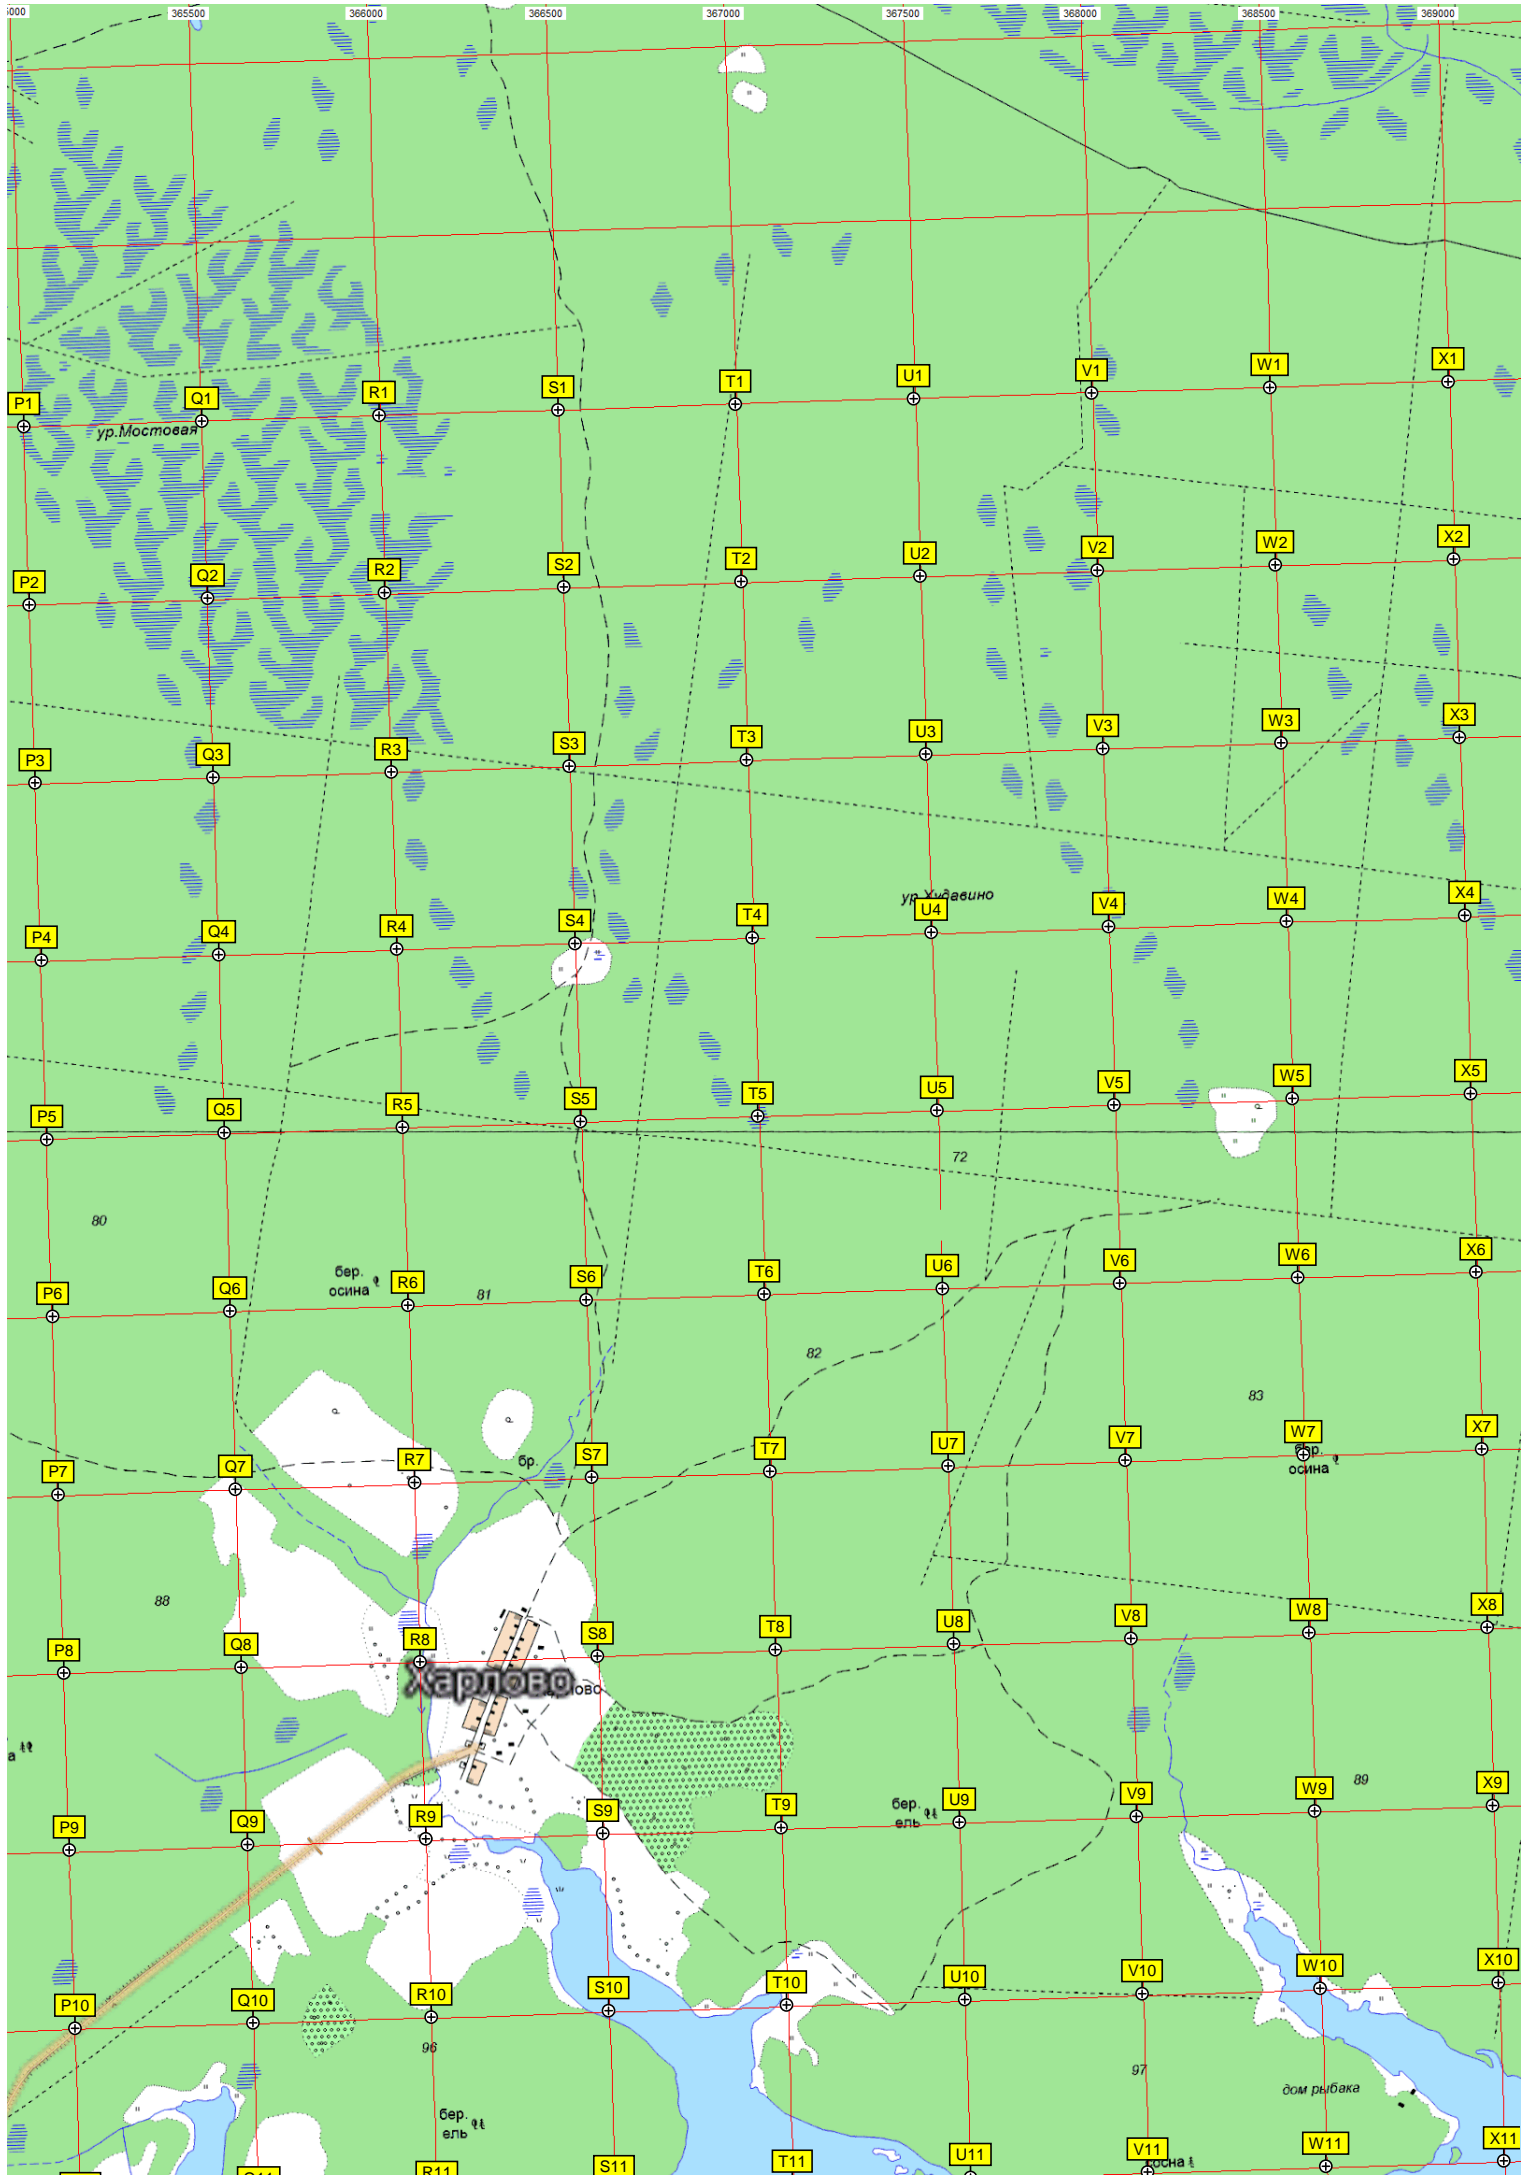 365500 366000 366500 367000 367500 368000 368500 369000
P1 Q1 R1 S1 T1 U1 V1 W1 X1
ур.Мостовая
P2 Q2 R2 S2 T2 U2 V2 W2 X2
P3 Q3 R3 S3 T3 U3 V3 W3 X3
ур.Худавино
P4 Q4 R4 S4 T4 U4 V4 W4 X4
P5 Q5 R5 S5 T5 U5 V5 W5 X5
72
80
бер.
осина
81
P6 Q6 R6 S6 T6 U6 V6 W6 X6
82
83
бр.
P7 Q7 R7 S7 T7 U7 V7 W7 X7
бер.
осина
88
P8 Q8 R8 S8 T8 U8 V8 W8 X8
Харлово
89
P9 Q9 R9 S9 T9 U9 V9 W9 X9
бер.
ель
P10 Q10 R10 S10 T10 U10 V10 W10 X10
96
97
дом рыбака
бер.
ель
R11 S11 T11 U11 V11 W11 X11